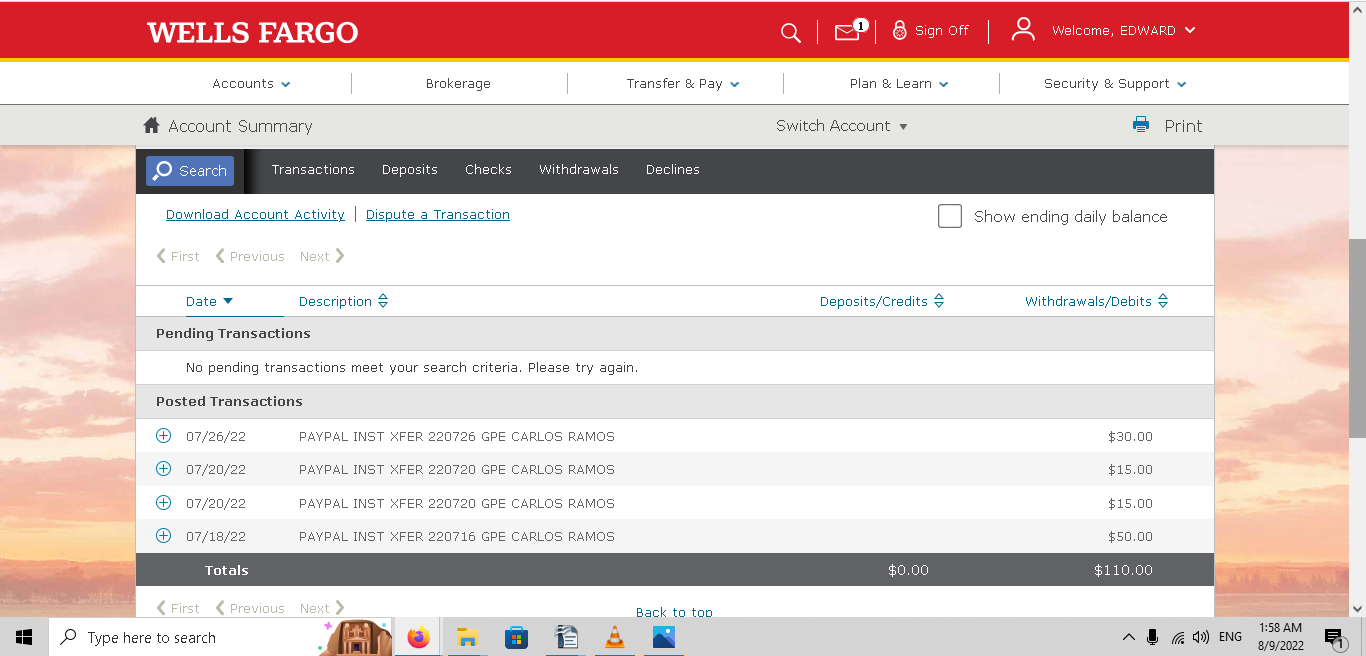 WELLS FARGO
1
Sign Off
Welcome, EDWARD
Accounts
Brokerage
Transfer & Pay
Plan & Learn
Security & Support
Account Summary
Switch Account
Print
Search
Transactions
Deposits
Checks
Withdrawals
Declines
Download Account Activity
Dispute a Transaction
Show ending daily balance
First
Previous
Next
Date
Description
Deposits/Credits
Withdrawals/Debits
Pending Transactions
No pending transactions meet your search criteria. Please try again.
Posted Transactions
07/26/22 PAYPAL INST XFER 220726 GPE CARLOS RAMOS $30.00
07/20/22 PAYPAL INST XFER 220720 GPE CARLOS RAMOS $15.00
07/20/22 PAYPAL INST XFER 220720 GPE CARLOS RAMOS $15.00
07/18/22 PAYPAL INST XFER 220716 GPE CARLOS RAMOS $50.00
Totals $0.00 $110.00
First
Previous
Next
Back to top
Type here to search
ENG
1:58 AM
8/9/2022
1